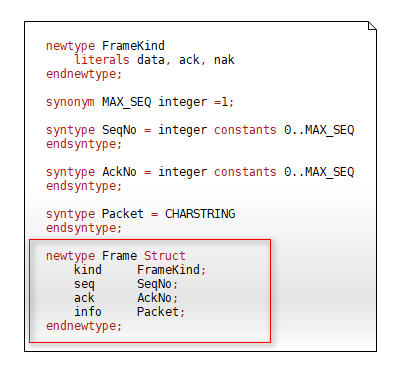 newtype FrameKind
    literals data, ack, nak
endnewtype;
synonym MAX_SEQ integer =1;
syntype SeqNo = integer constants 0..MAX_SEQ
endsyntype;
syntype AckNo = integer constants 0..MAX_SEQ
endsyntype;
syntype Packet = CHARSTRING
endsyntype;
newtype Frame Struct
    kind     FrameKind;
    seq      SeqNo;
    ack      AckNo;
    info     Packet;
endnewtype;